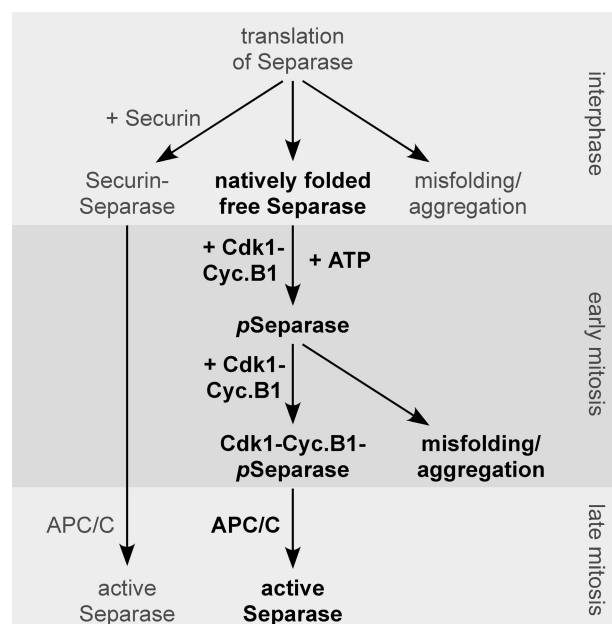 translation
of Separase
+ Securin
Securin-
Separase
natively folded
free Separase
misfolding/
aggregation
interphase
+ Cdk1-
Cyc.B1
+ ATP
pSeparase
+ Cdk1-
Cyc.B1
Cdk1-Cyc.B1-
pSeparase
misfolding/
aggregation
early mitosis
APC/C
APC/C
active
Separase
active
Separase
late mitosis